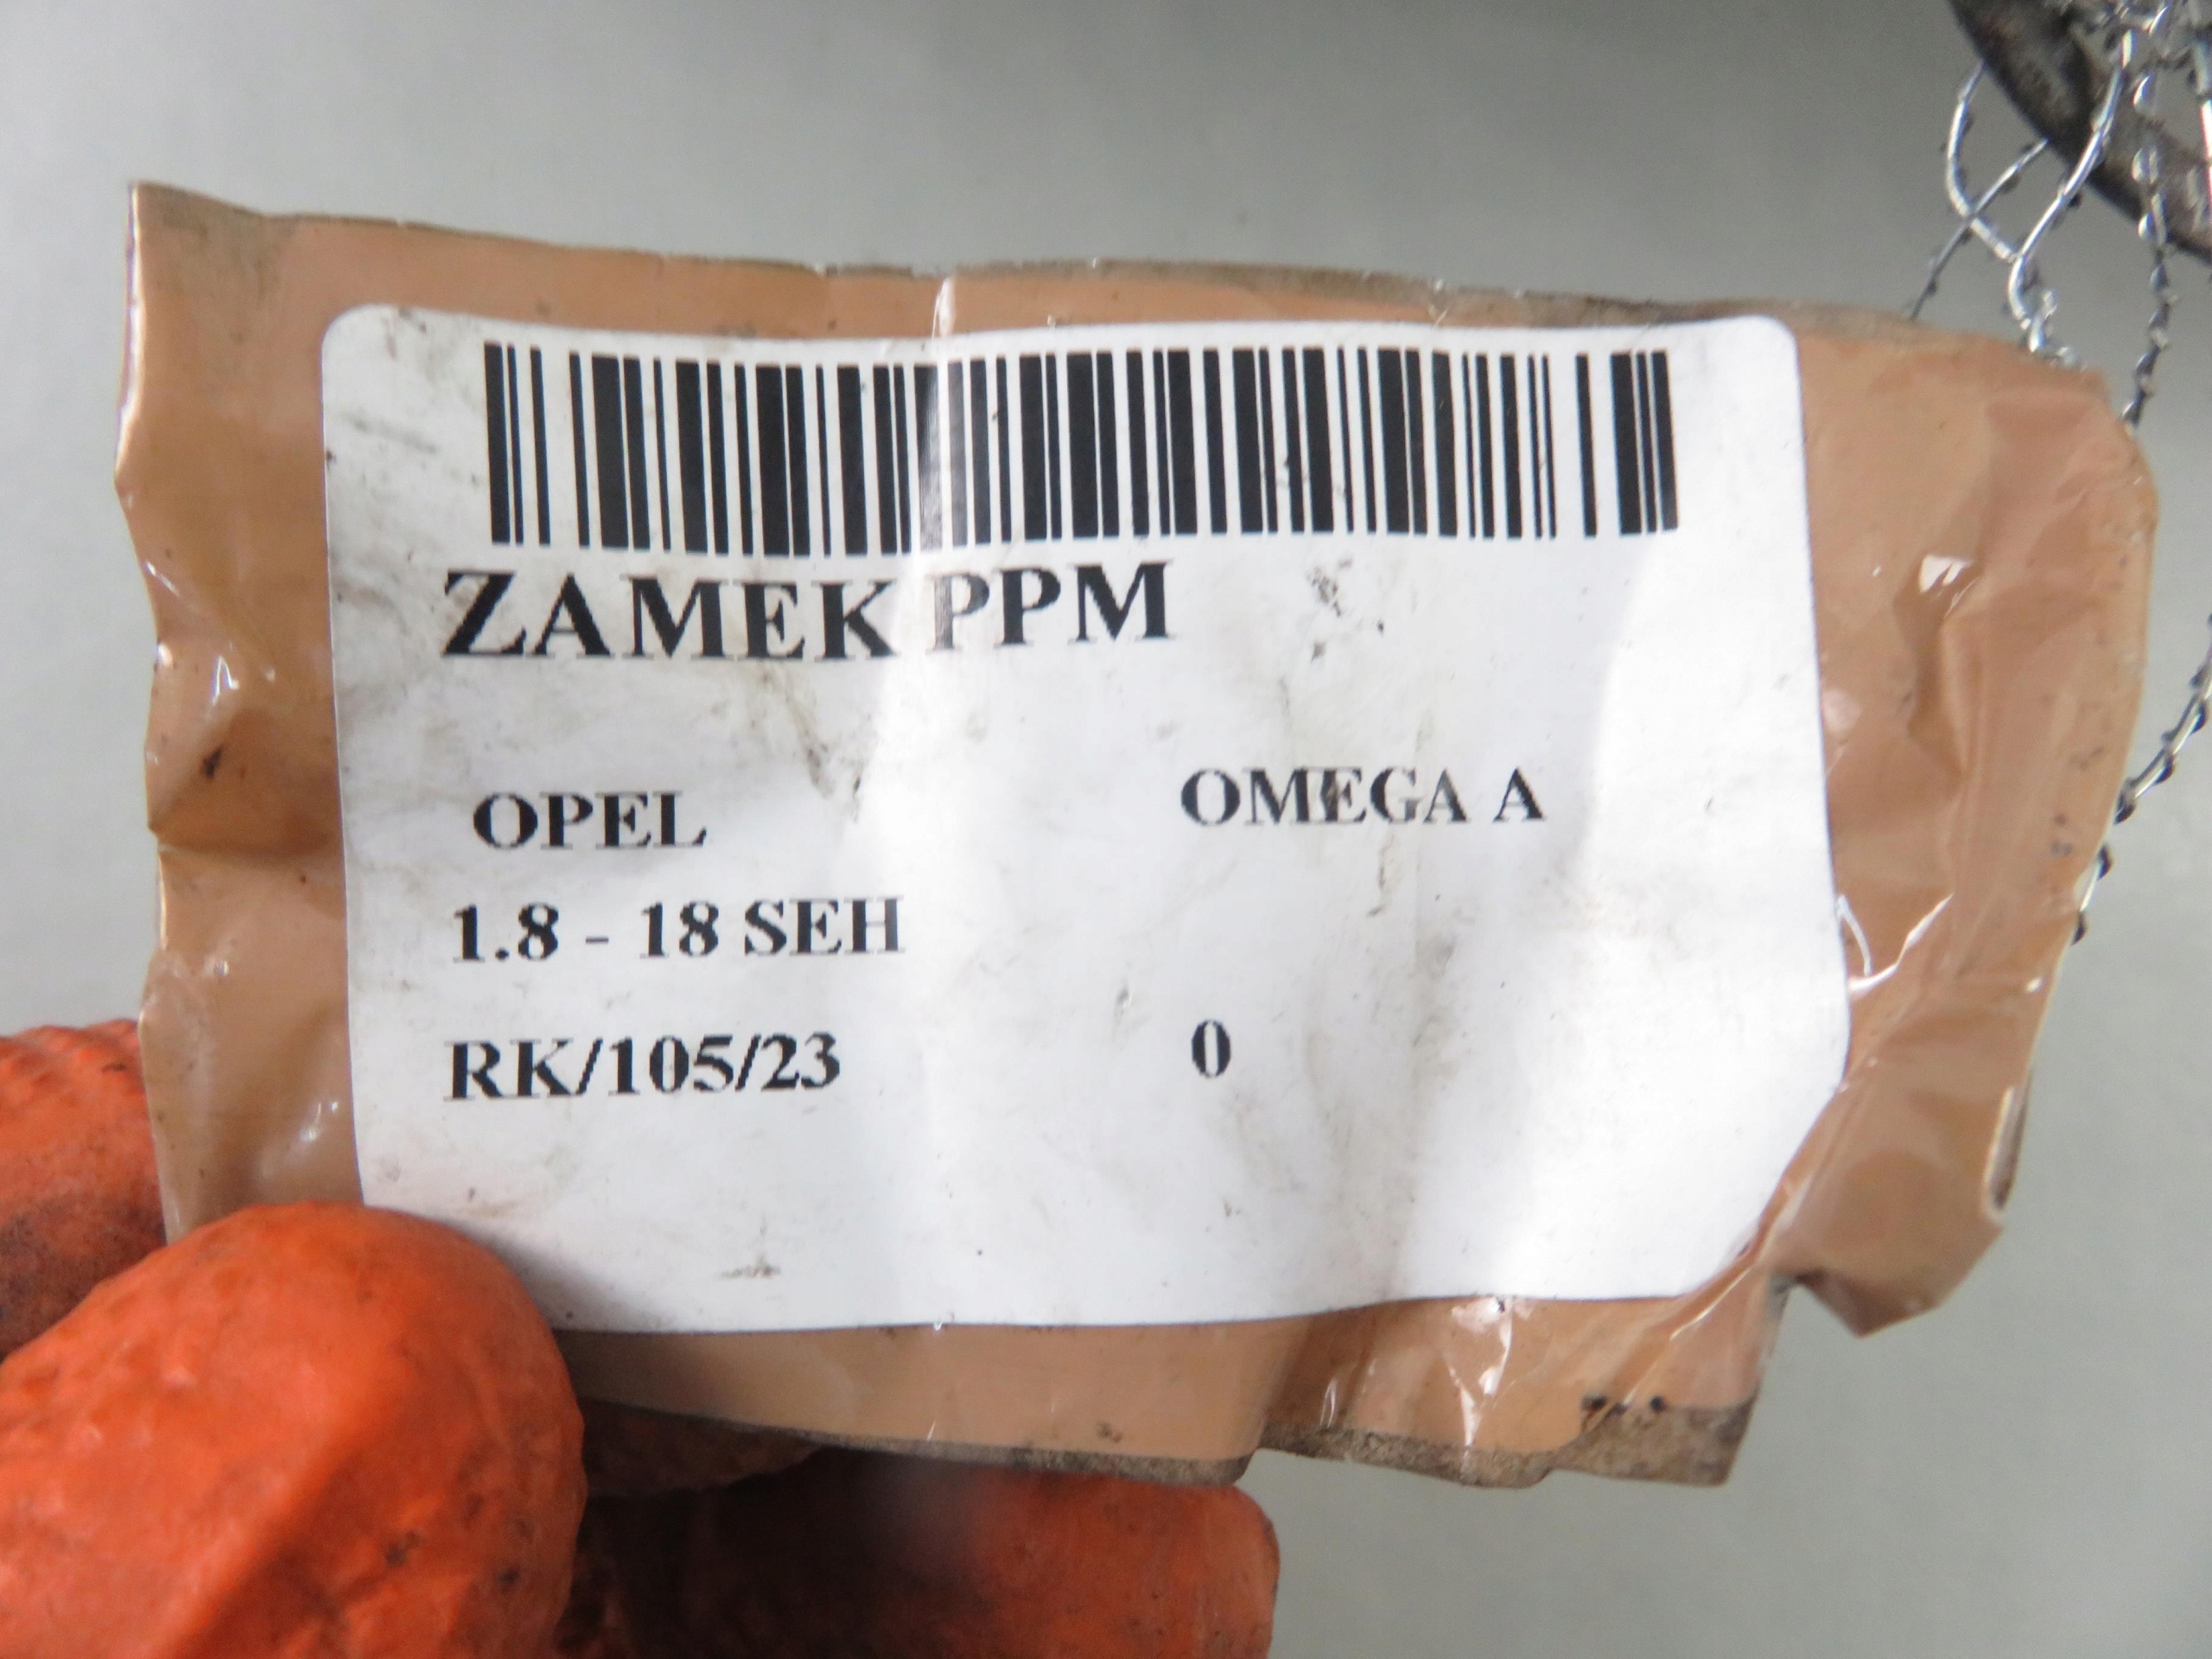 ZAMEK PPM
OPEL OMEGA A
1.8 - 18 SEH
RK/105/23 0